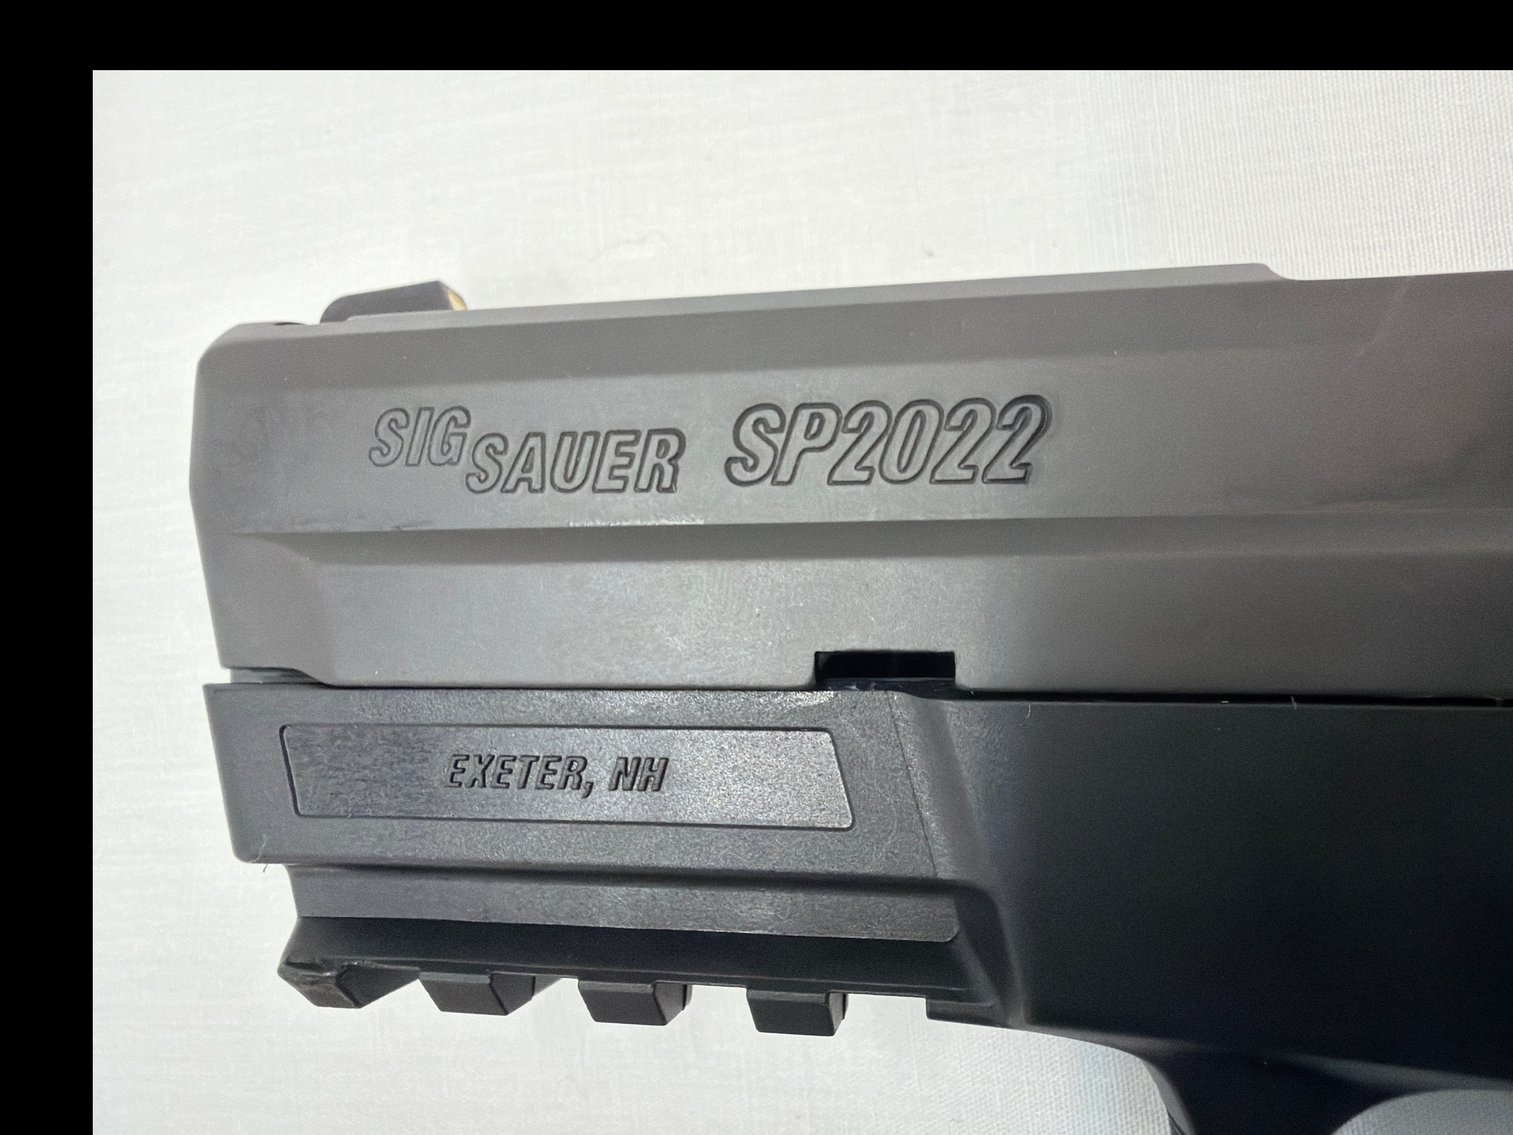 SIG SAUER SP2022
EXETER, NH